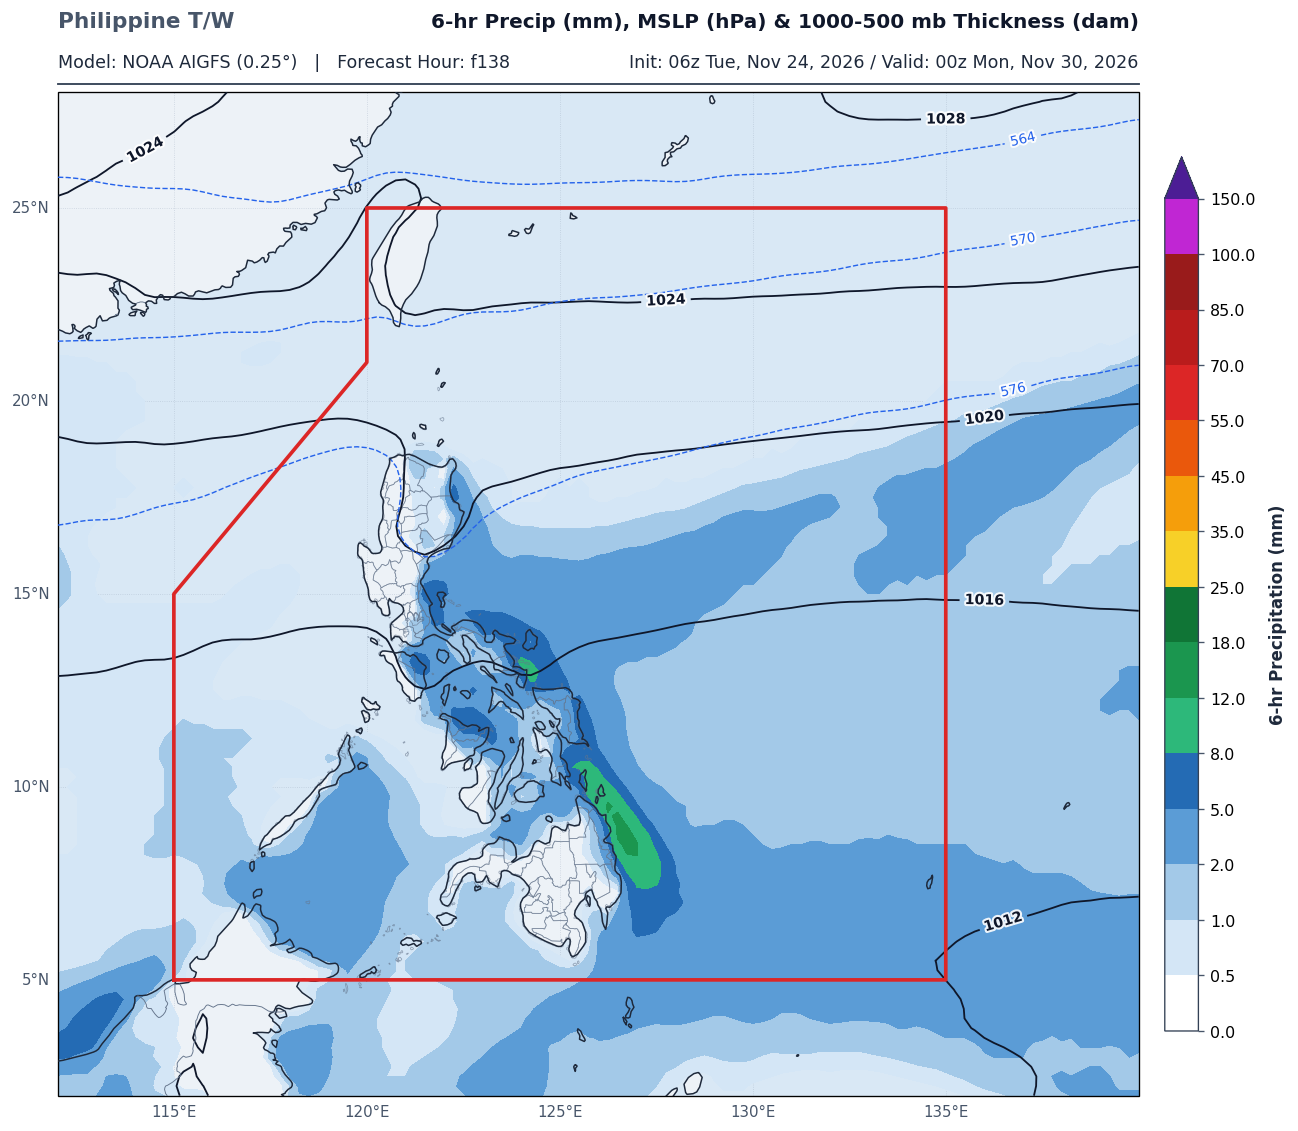 Philippine T/W
6-hr Precip (mm), MSLP (hPa) & 1000-500 mb Thickness (dam)
Model: NOAA AIGFS (0.25°) | Forecast Hour: f138
Init: 06z Tue, Nov 24, 2026 / Valid: 00z Mon, Nov 30, 2026
1028
564
1024
25°N
570
1024
576
20°N
1020
15°N
1016
10°N
1012
5°N
115°E
120°E
125°E
130°E
135°E
150.0
100.0
85.0
70.0
55.0
45.0
35.0
25.0
18.0
12.0
8.0
5.0
2.0
1.0
0.5
0.0
6-hr Precipitation (mm)